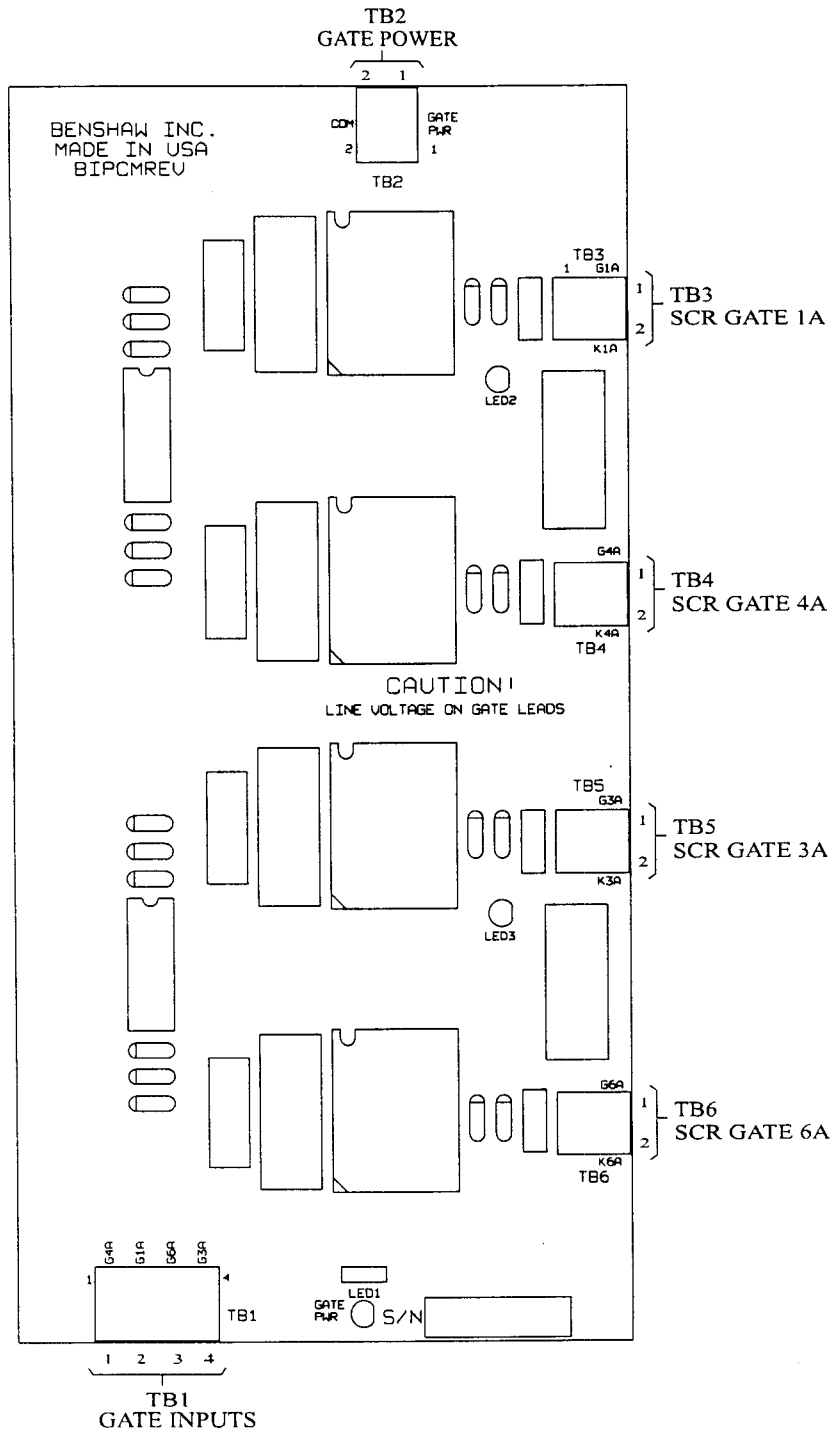 TB2
GATE POWER
2 1
BENSHAW INC.
MADE IN USA
BIPCMREV
COM
2
GATE
PWR
1
TB2
TB3
1 G1A
1
2
K1A
TB3
SCR GATE 1A
LED2
G4A
1
2
K4A
TB4
TB4
SCR GATE 4A
CAUTION!
LINE VOLTAGE ON GATE LEADS
TB5
G3A
1
2
K3A
TB5
SCR GATE 3A
LED3
G6A
1
2
K6A
TB6
TB6
SCR GATE 6A
G4A G1A G6A G3A
1 4
TB1
LED1
GATE
PWR
S/N
1 2 3 4
TB1
GATE INPUTS